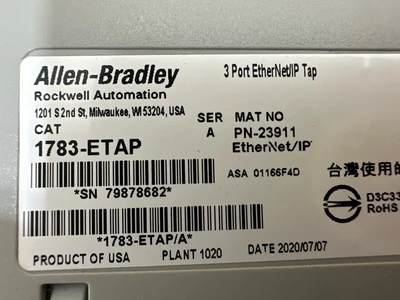 Allen-Bradley
3 Port EtherNet/IP Tap
Rockwell Automation
1201 S 2nd St, Milwaukee, WI 53204, USA
CAT
SER
MAT NO
1783-ETAP
A
PN-23911
EtherNet/IP
*SN 79878682*
ASA 01166F4D
台灣使用的
D3C33
RoHS
*1783-ETAP/A*
PRODUCT OF USA
PLANT 1020
DATE 2020/07/07